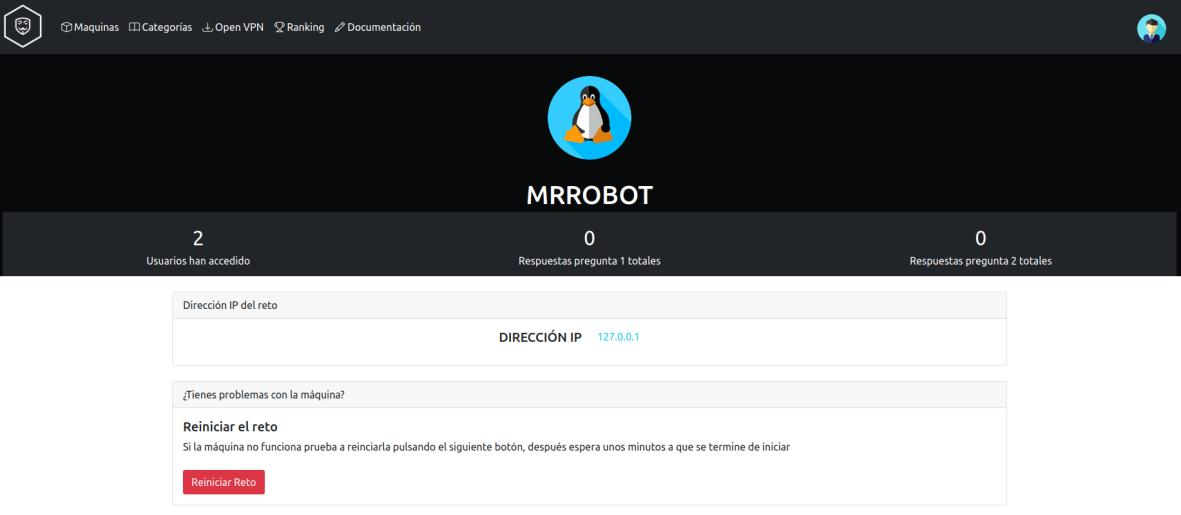 Maquinas Categorías Open VPN Ranking Documentación
MRROBOT
2 0 0
Usuarios han accedido Respuestas pregunta 1 totales Respuestas pregunta 2 totales
Dirección IP del reto
DIRECCIÓN IP 127.0.0.1
¿Tienes problemas con la máquina?
Reiniciar el reto
Si la máquina no funciona prueba a reinciarla pulsando el siguiente botón, después espera unos minutos a que se termine de iniciar
Reiniciar Reto